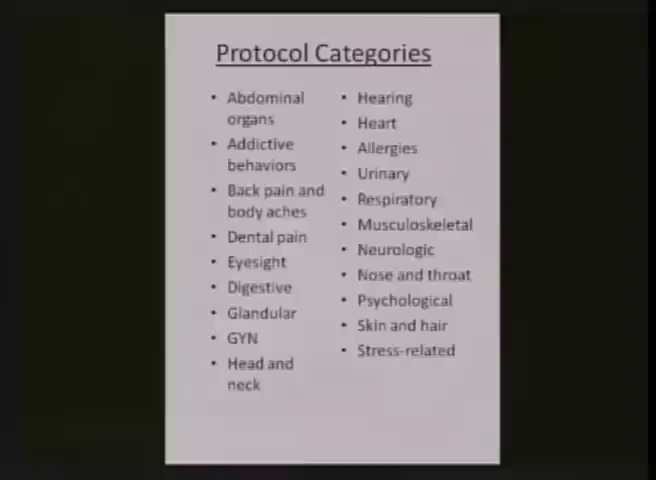 Protocol Categories
• Abdominal
organs
• Addictive
behaviors
• Back pain and
body aches
• Dental pain
• Eyesight
• Digestive
• Glandular
• GYN
• Head and
neck
• Hearing
• Heart
• Allergies
• Urinary
• Respiratory
• Musculoskeletal
• Neurologic
• Nose and throat
• Psychological
• Skin and hair
• Stress-related